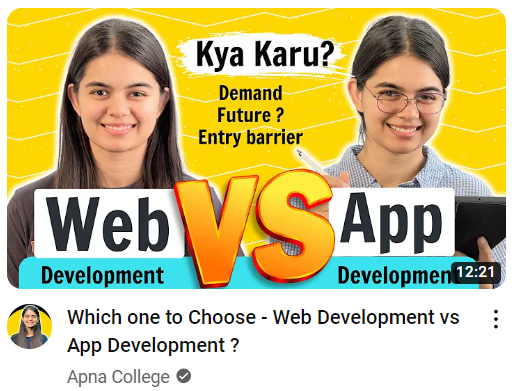 Kya Karu?
Demand
Future ?
Entry barrier
Web VS App
Development Development
12:21
Which one to Choose - Web Development vs
App Development ?
Apna College